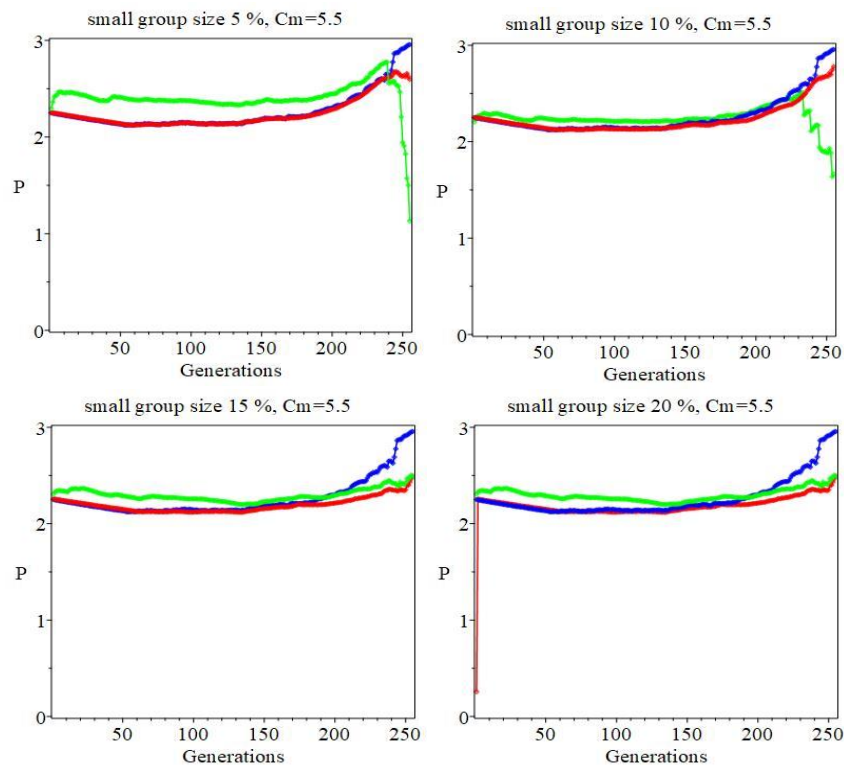 small group size 5 %, Cm=5.5
3
2
P
1
0
50 100 150 200 250
Generations
small group size 10 %, Cm=5.5
3
2
P
1
0
50 100 150 200 250
Generations
small group size 15 %, Cm=5.5
3
2
P
1
0
50 100 150 200 250
Generations
small group size 20 %, Cm=5.5
3
2
P
1
0
50 100 150 200 250
Generations